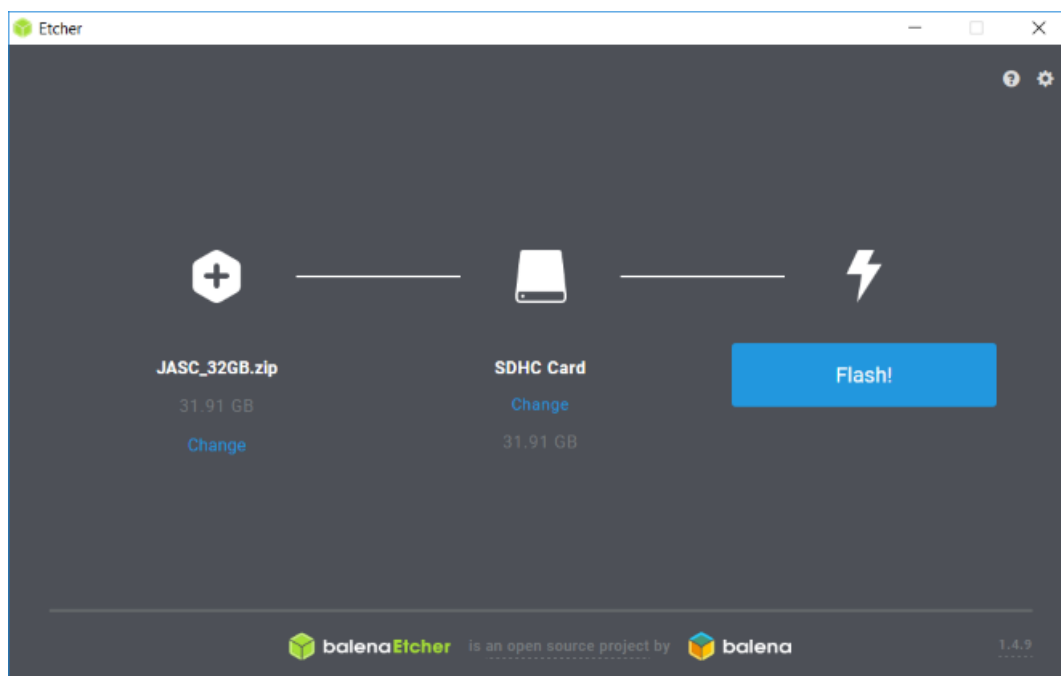 Etcher
JASC_32GB.zip
31.91 GB
Change
SDHC Card
Change
31.91 GB
Flash!
balenaEtcher is an open source project by balena 1.4.9